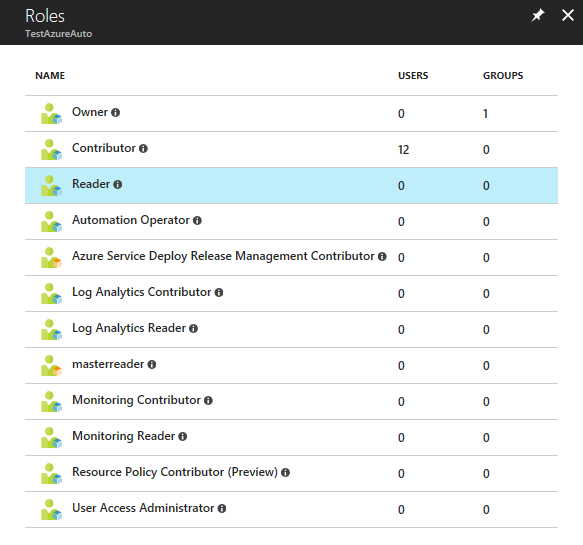 Roles
TestAzureAuto
NAME USERS GROUPS
Owner 0 1
Contributor 12 0
Reader 0 0
Automation Operator 0 0
Azure Service Deploy Release Management Contributor 0 0
Log Analytics Contributor 0 0
Log Analytics Reader 0 0
masterreader 0 0
Monitoring Contributor 0 0
Monitoring Reader 0 0
Resource Policy Contributor (Preview) 0 0
User Access Administrator 0 0